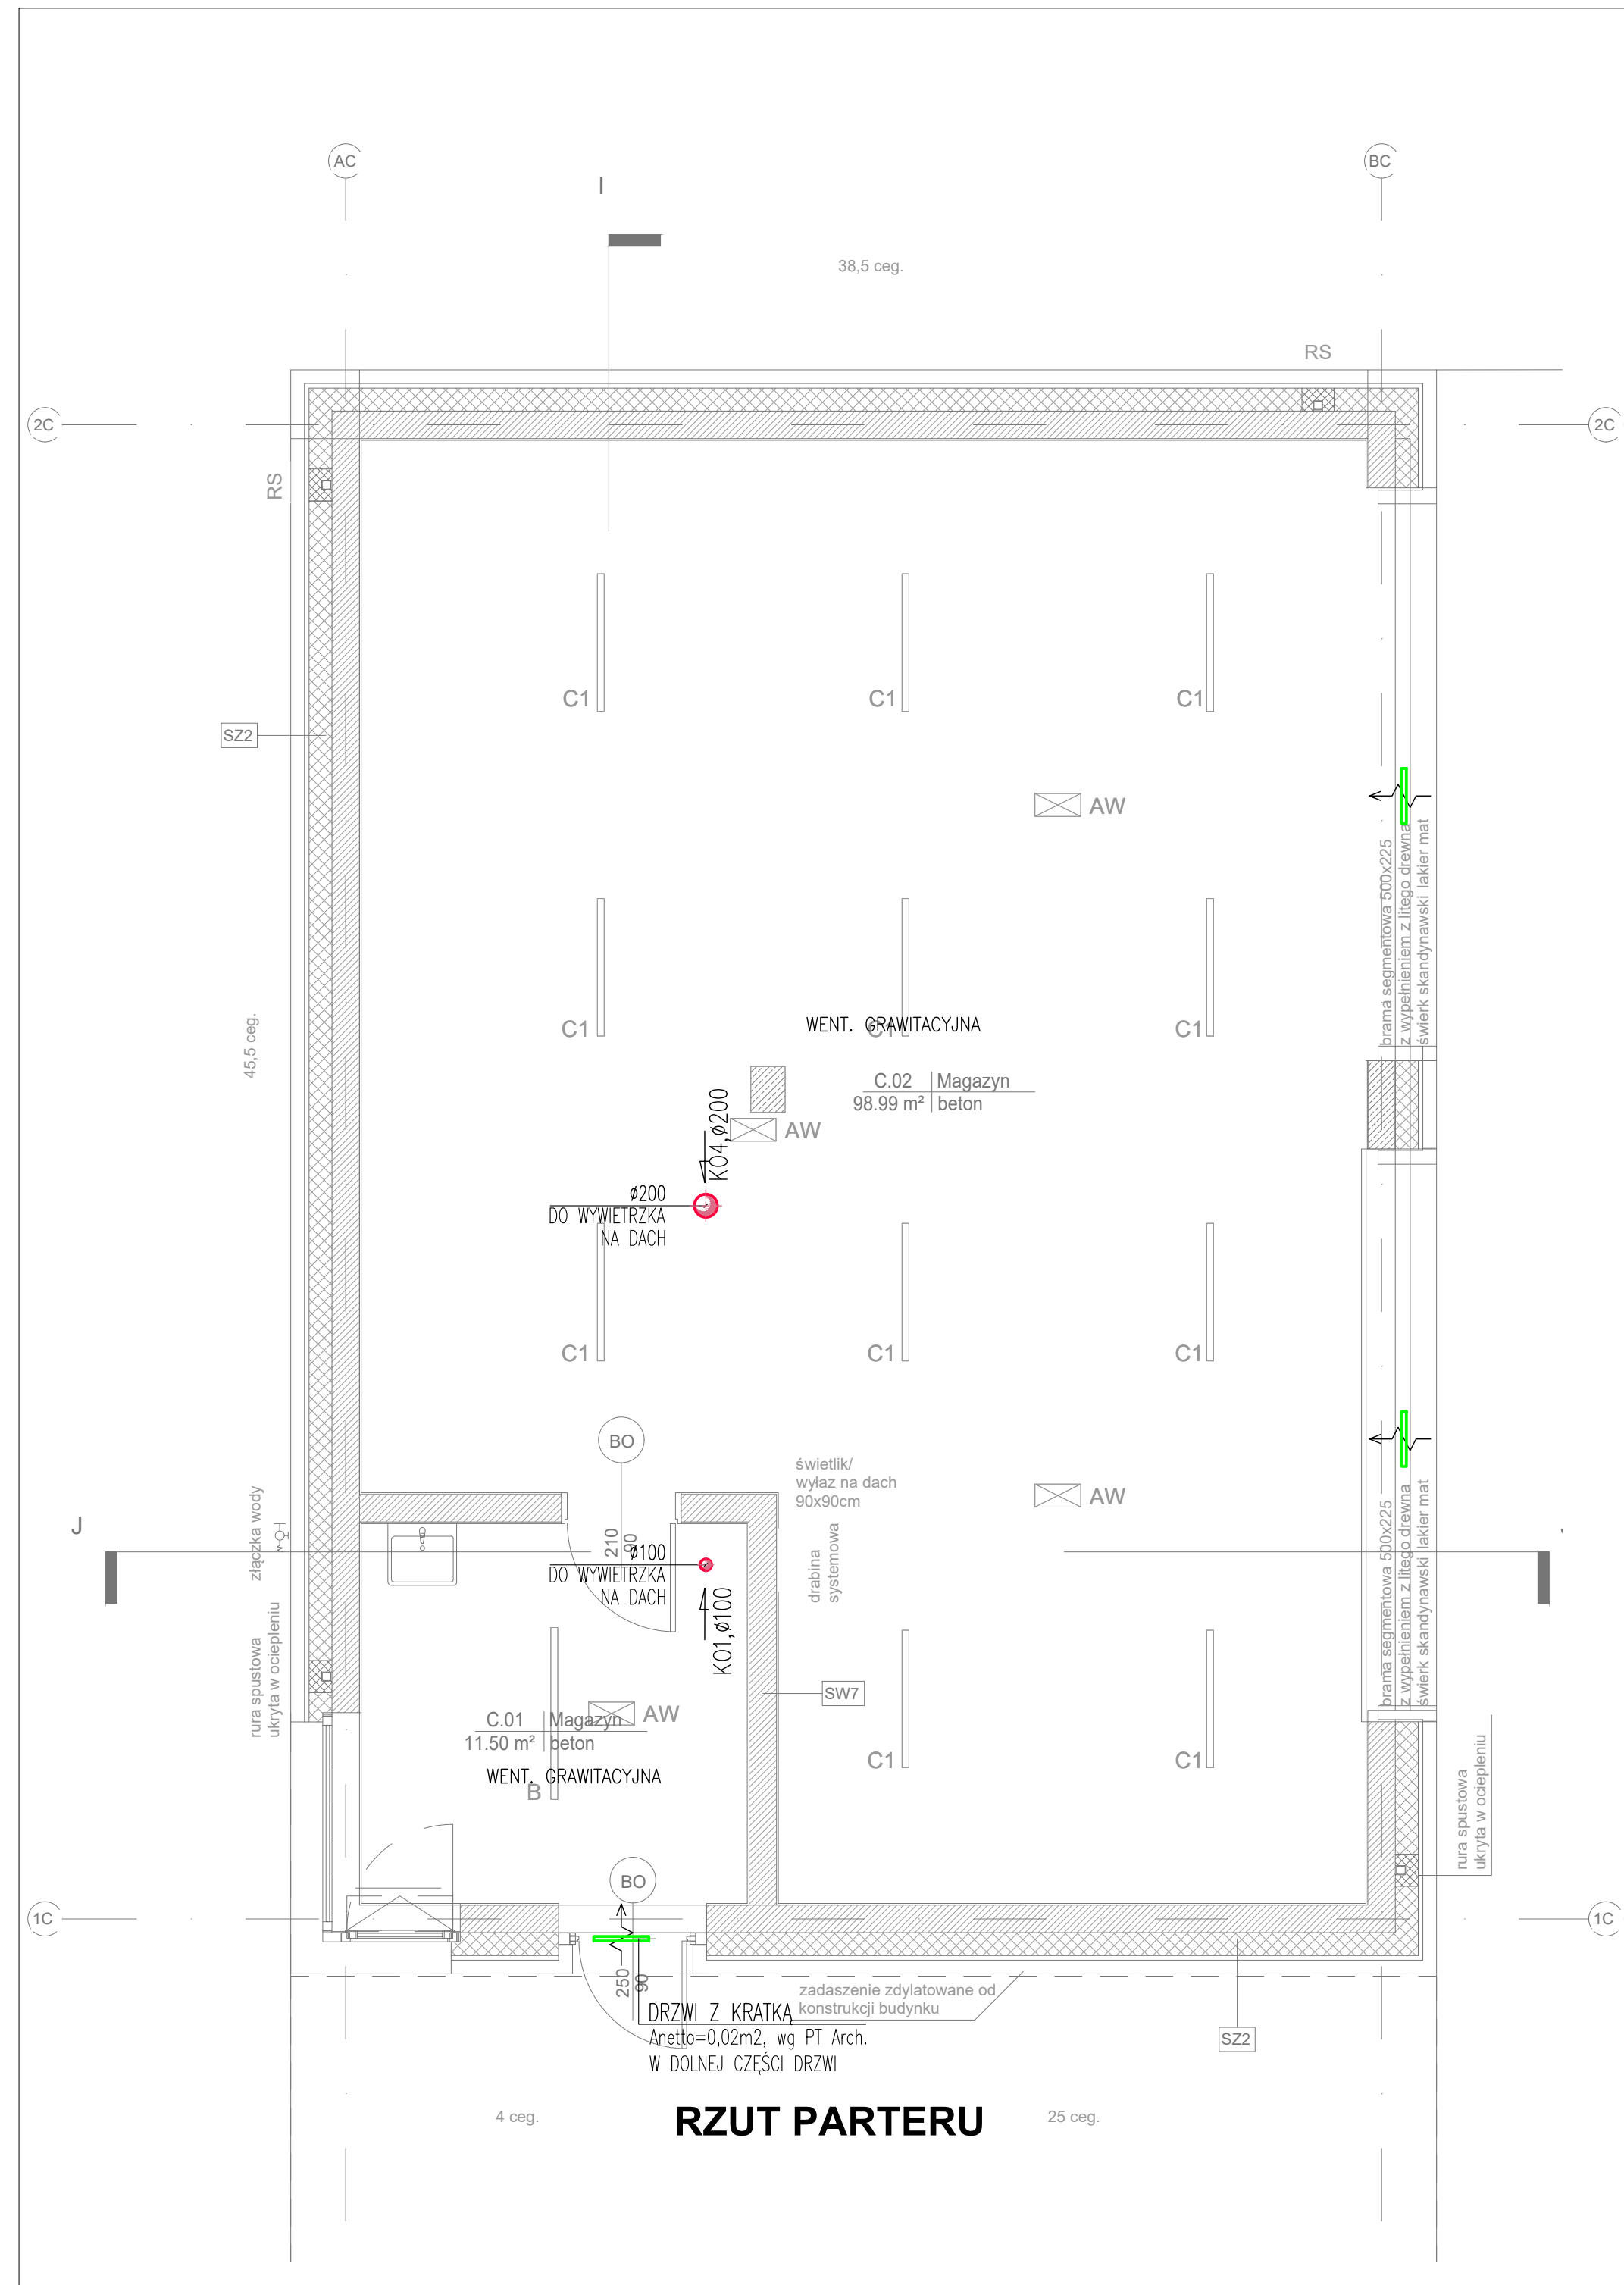 AC
BC
I
38,5 ceg.
RS
2C
2C
RS
C1
C1
C1
SZ2
AW
brama segmentowa 500x225
z wypełnieniem z litego drewna
świerk skandynawski lakier mat
45,5 ceg.
C1
C1
C1
WENT. GRAWITACYJNA
C.02 Magazyn
98.99 m² beton
AW
KO4,ø200
ø200
DO WYWIETRZKA
NA DACH
C1
C1
C1
BO
świetlik/
wyłaz na dach
90x90cm
AW
złączka wody
J
210
90
drabina
systemowa
ø100
DO WYWIETRZKA
NA DACH
KO1,ø100
brama segmentowa 500x225
z wypełnieniem z litego drewna
świerk skandynawski lakier mat
rura spustowa
ukryta w ociepleniu
SW7
AW
C.01 Magazyn
11.50 m² beton
WENT. GRAWITACYJNA
B
C1
C1
rura spustowa
ukryta w ociepleniu
BO
1C
1C
250
90
zadaszenie zdylatowane od
konstrukcji budynku
DRZWI Z KRATKĄ
Anetto=0,02m2, wg PT Arch.
W DOLNEJ CZĘŚCI DRZWI
SZ2
4 ceg.
RZUT PARTERU
25 ceg.